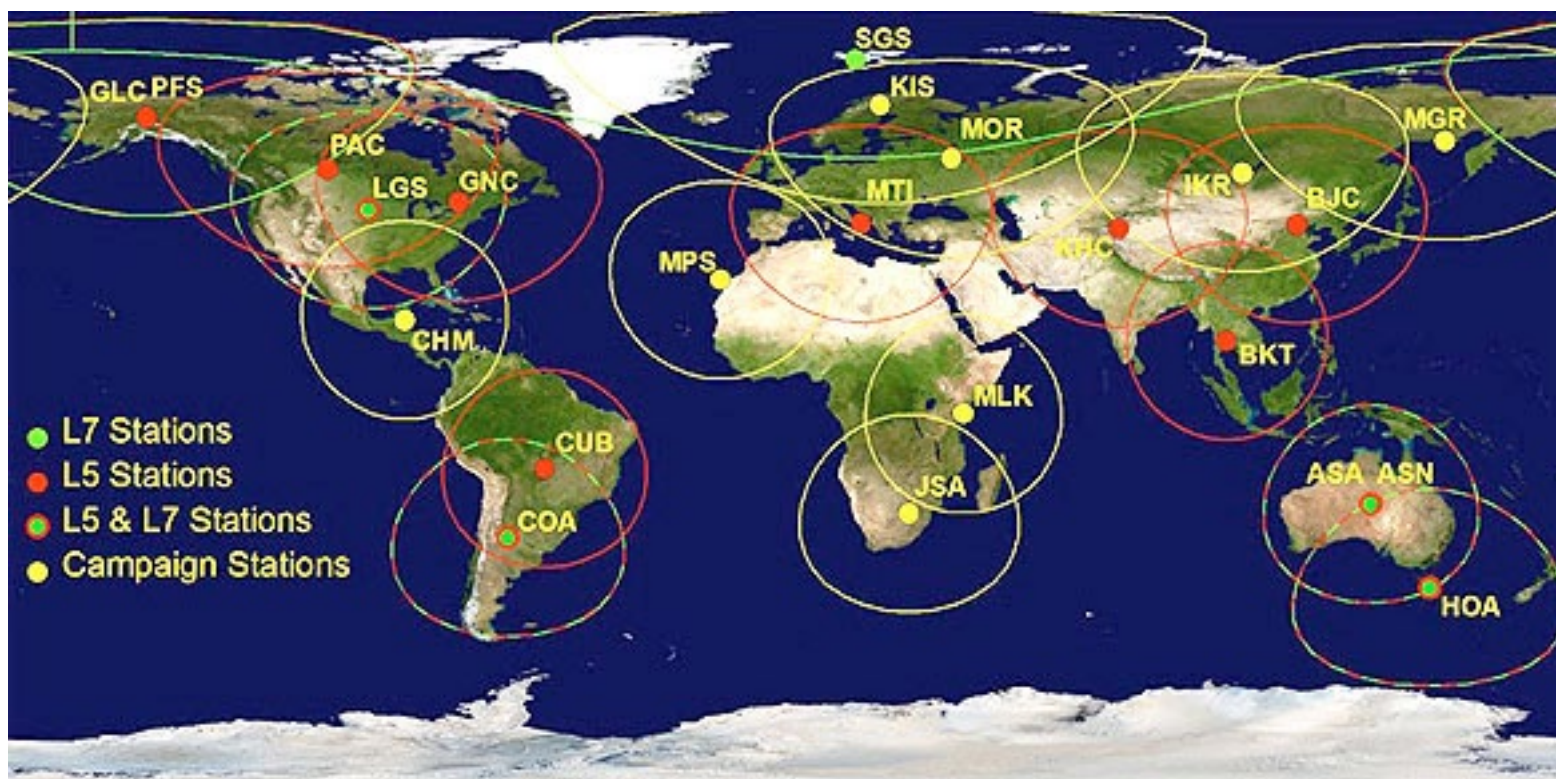 SGS
GLC PFS
KIS
PAC
MOR
MGR
LGS
GNC
MTI
IKR
BJC
KHC
MPS
CHM
BKT
MLK
L7 Stations
CUB
L5 Stations
ASA ASN
JSA
L5 & L7 Stations
COA
Campaign Stations
HOA